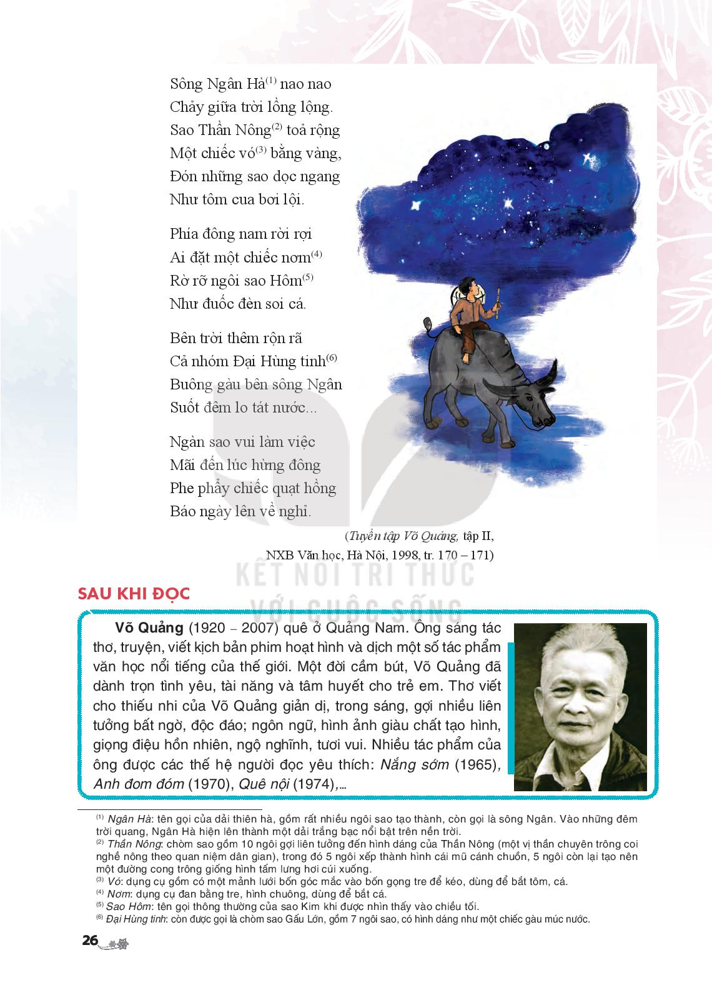 Sông Ngân Hà(1) nao nao
Chảy giữa trời lồng lộng.
Sao Thần Nông(2) toả rộng
Một chiếc vó(3) bằng vàng,
Đón những sao dọc ngang
Như tôm cua bơi lội.
Phía đông nam rời rợi
Ai đặt một chiếc nơm(4)
Rờ rỡ ngôi sao Hôm(5)
Như đuốc đèn soi cá.
Bên trời thêm rộn rã
Cả nhóm Đại Hùng tinh(6)
Buông gàu bên sông Ngân
Suốt đêm lo tát nước...
Ngàn sao vui làm việc
Mãi đến lúc hừng đông
Phe phẩy chiếc quạt hồng
Báo ngày lên về nghỉ.
(Tuyển tập Võ Quảng, tập II,
NXB Văn học, Hà Nội, 1998, tr. 170 – 171)
KẾT NỐI TRI THỨC
VỚI CUỘC SỐNG
SAU KHI ĐỌC
Võ Quảng (1920 – 2007) quê ở Quảng Nam. Ông sáng tác
thơ, truyện, viết kịch bản phim hoạt hình và dịch một số tác phẩm
văn học nổi tiếng của thế giới. Một đời cầm bút, Võ Quảng đã
dành trọn tình yêu, tài năng và tâm huyết cho trẻ em. Thơ viết
cho thiếu nhi của Võ Quảng giản dị, trong sáng, gợi nhiều liên
tưởng bất ngờ, độc đáo; ngôn ngữ, hình ảnh giàu chất tạo hình,
giọng điệu hồn nhiên, ngộ nghĩnh, tươi vui. Nhiều tác phẩm của
ông được các thế hệ người đọc yêu thích: Nắng sớm (1965),
Anh đom đóm (1970), Quê nội (1974),...
(1) Ngân Hà: tên gọi của dải thiên hà, gồm rất nhiều ngôi sao tạo thành, còn gọi là sông Ngân. Vào những đêm
trời quang, Ngân Hà hiện lên thành một dải trắng bạc nổi bật trên nền trời.
(2) Thần Nông: chòm sao gồm 10 ngôi gợi liên tưởng đến hình dáng của Thần Nông (một vị thần chuyên trông coi
nghề nông theo quan niệm dân gian), trong đó 5 ngôi xếp thành hình cái mũ cánh chuồn, 5 ngôi còn lại tạo nên
một đường cong trông giống hình tấm lưng hơi cúi xuống.
(3) Vó: dụng cụ gồm có một mảnh lưới bốn góc mắc vào bốn gọng tre để kéo, dùng để bắt tôm, cá.
(4) Nơm: dụng cụ đan bằng tre, hình chuông, dùng để bắt cá.
(5) Sao Hôm: tên gọi thông thường của sao Kim khi được nhìn thấy vào chiều tối.
(6) Đại Hùng tinh: còn được gọi là chòm sao Gấu Lớn, gồm 7 ngôi sao, có hình dáng như một chiếc gàu múc nước.
26